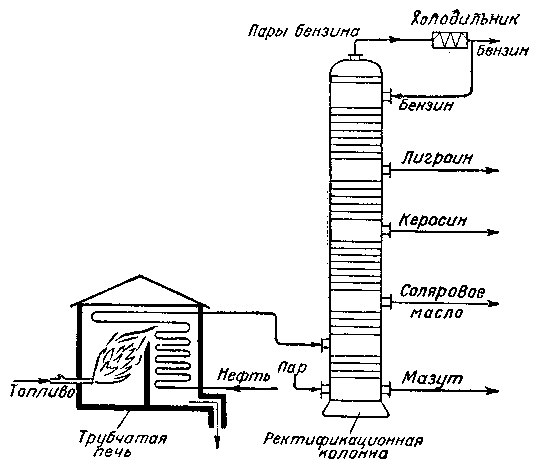 Холодильник
Пары бензина
Бензин
Бензин
Лигроин
Керосин
Соляровое
масло
Пар
Нефть
Мазут
Топливо
Трубчатая
печь
Ректификационная
колонна